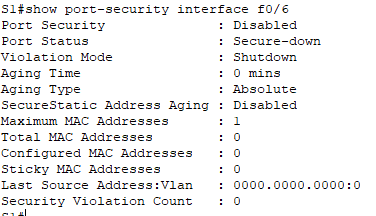 S1#show port-security interface f0/6
Port Security : Disabled
Port Status : Secure-down
Violation Mode : Shutdown
Aging Time : 0 mins
Aging Type : Absolute
SecureStatic Address Aging : Disabled
Maximum MAC Addresses : 1
Total MAC Addresses : 0
Configured MAC Addresses : 0
Sticky MAC Addresses : 0
Last Source Address:Vlan : 0000.0000.0000:0
Security Violation Count : 0
S1#